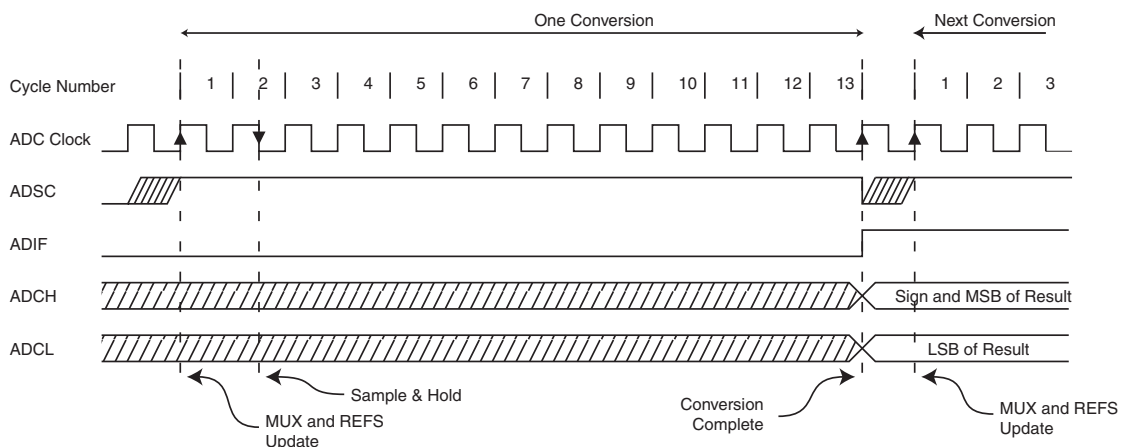 One Conversion
Next Conversion
Cycle Number
1 2 3 4 5 6 7 8 9 10 11 12 13 1 2 3
ADC Clock
ADSC
ADIF
ADCH
Sign and MSB of Result
ADCL
LSB of Result
MUX and REFS
Update
Sample & Hold
Conversion
Complete
MUX and REFS
Update